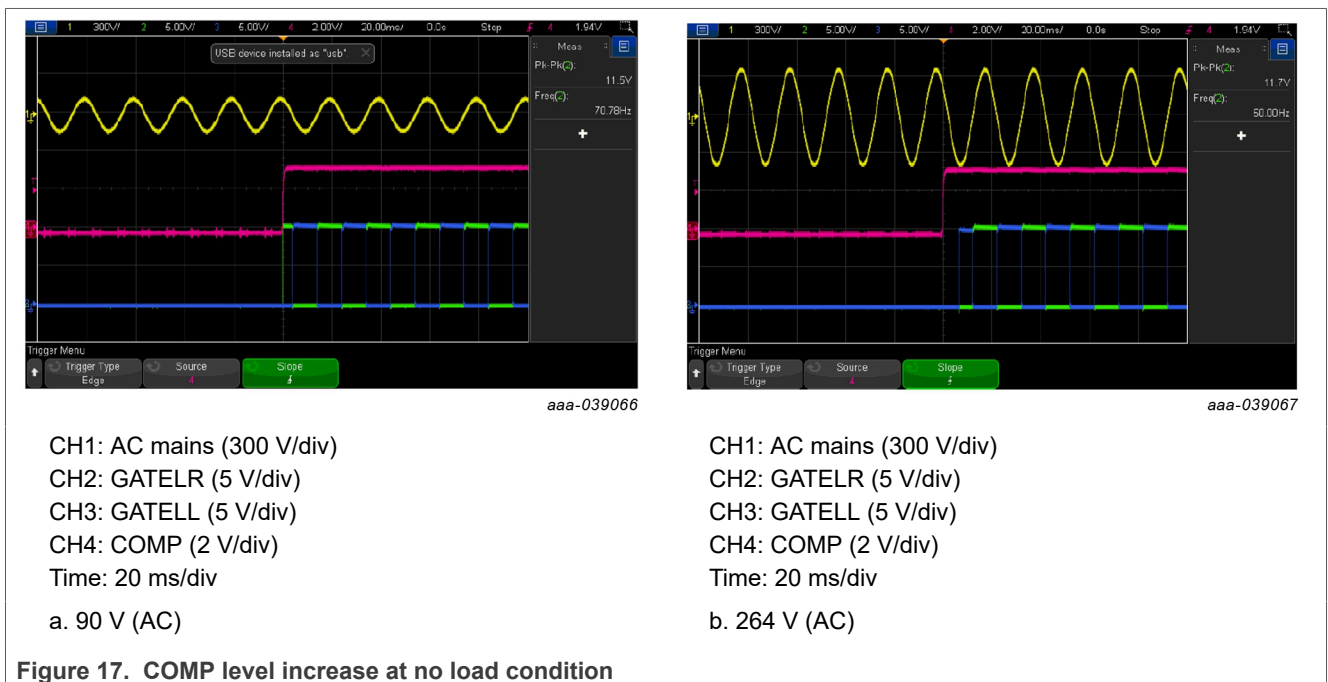 1 300V/ 2 5.00V/ 3 5.00V/ 4 2.00V/ 20.00ms/ 0.0s Stop 4 1.94V
USB device installed as "usb".
Meas
Pk-Pk(2):
11.5V
Freq(2):
70.78Hz
Trigger Menu
Trigger Type
Edge
Source
4
Slope
aaa-039066
CH1: AC mains (300 V/div)
CH2: GATELR (5 V/div)
CH3: GATELL (5 V/div)
CH4: COMP (2 V/div)
Time: 20 ms/div
a. 90 V (AC)
1 300V/ 2 5.00V/ 3 5.00V/ 4 2.00V/ 20.00ms/ 0.0s Stop 4 1.94V
Meas
Pk-Pk(2):
11.7V
Freq(2):
50.00Hz
Trigger Menu
Trigger Type
Edge
Source
4
Slope
aaa-039067
CH1: AC mains (300 V/div)
CH2: GATELR (5 V/div)
CH3: GATELL (5 V/div)
CH4: COMP (2 V/div)
Time: 20 ms/div
b. 264 V (AC)
Figure 17. COMP level increase at no load condition